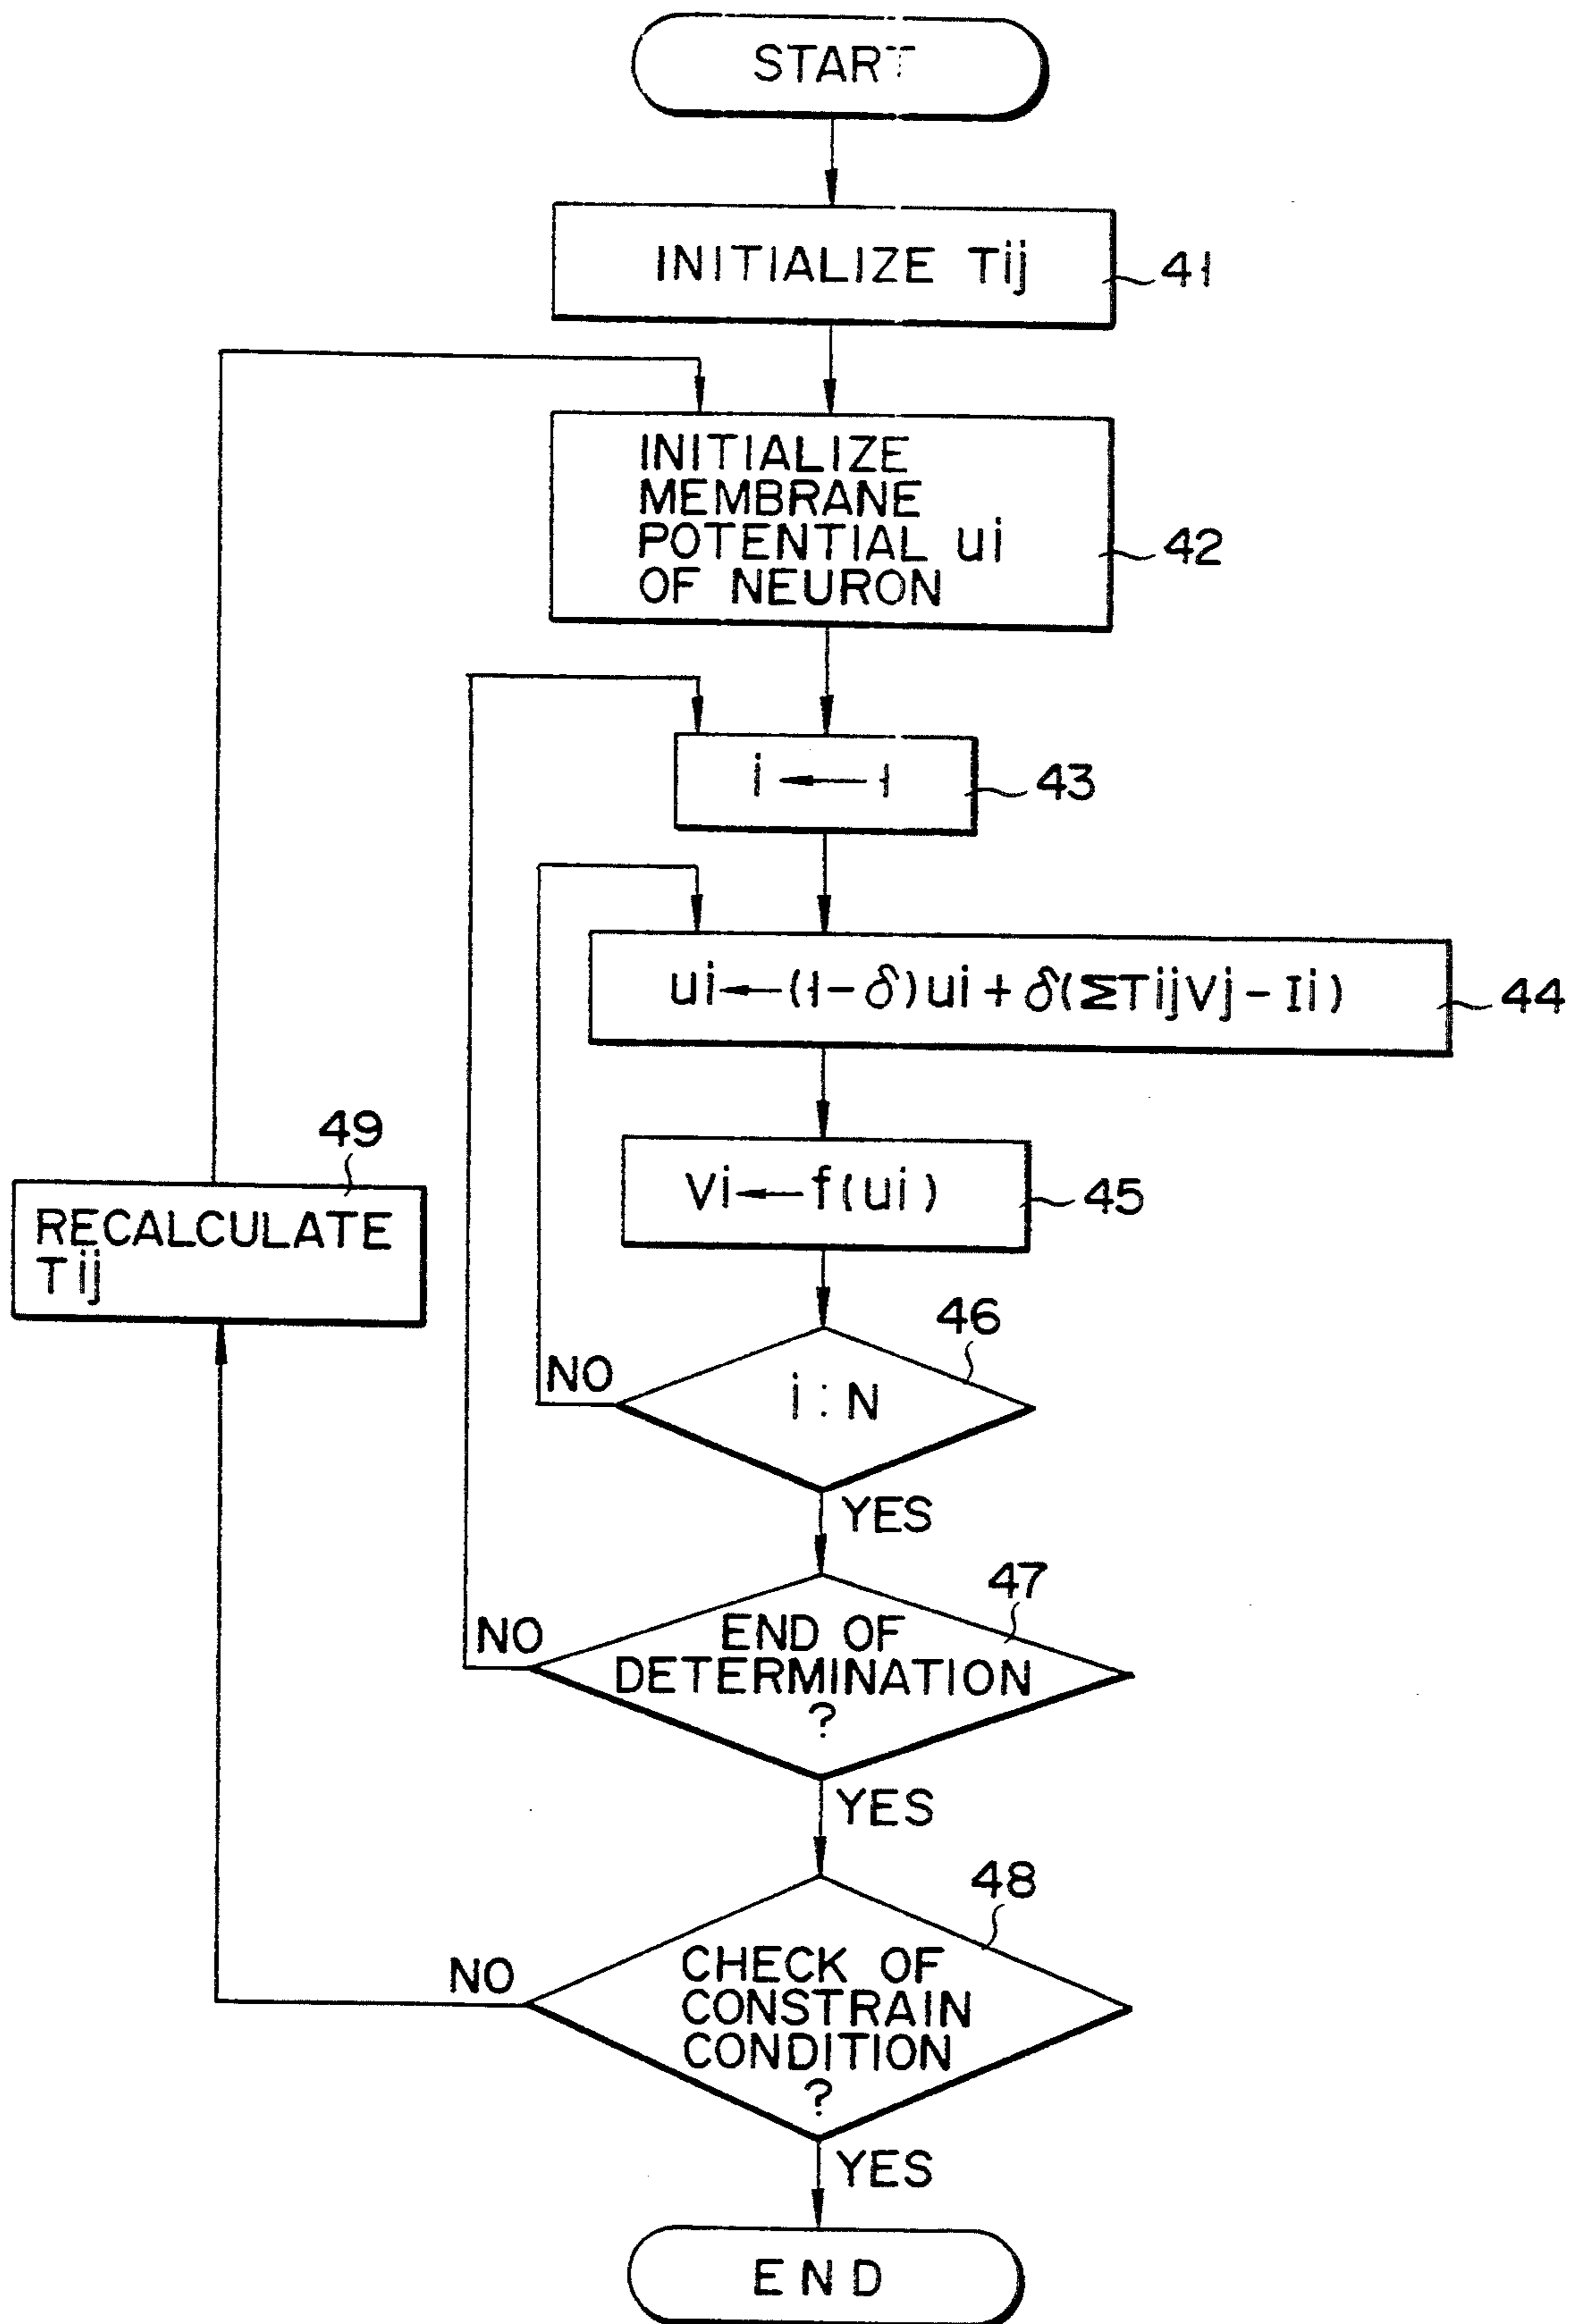 START
INITIALIZE Tij
41
INITIALIZE
MEMBRANE
POTENTIAL ui
OF NEURON
42
i ← 1
43
ui ← (1 - δ)ui + δ(ΣTijVj - Ii)
44
Vi ← f(ui)
45
49
RECALCULATE
Tij
46
NO
i : N
YES
47
NO
END OF
DETERMINATION
?
YES
48
NO
CHECK OF
CONSTRAIN
CONDITION
?
YES
END